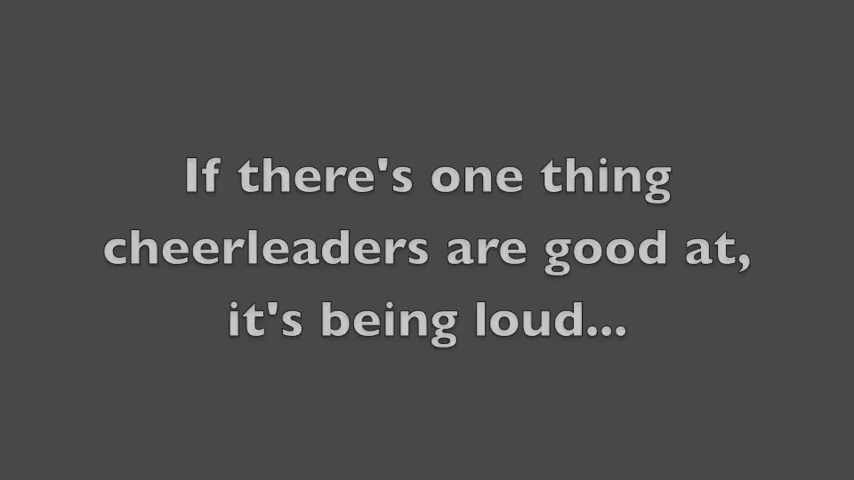 If there's one thing
cheerleaders are good at,
it's being loud...